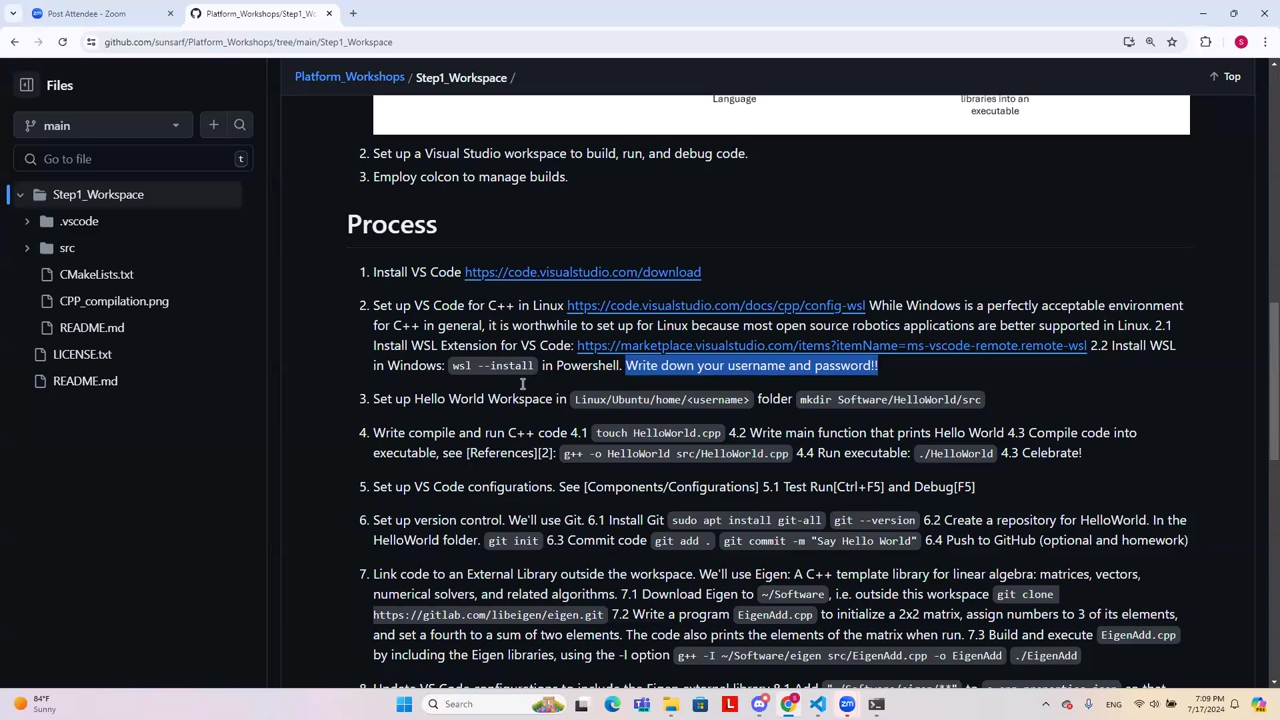 Post Attendee - Zoom
Platform_Workshops/Step1_Wo
github.com/sunsarf/Platform_Workshops/tree/main/Step1_Workspace
S
Files
Platform_Workshops / Step1_Workspace /
Top
main
Go to file
t
Step1_Workspace
.vscode
src
CMakeLists.txt
CPP_compilation.png
README.md
LICENSE.txt
README.md
Language
libraries into an
executable
2. Set up a Visual Studio workspace to build, run, and debug code.
3. Employ colcon to manage builds.
Process
1. Install VS Code https://code.visualstudio.com/download
2. Set up VS Code for C++ in Linux https://code.visualstudio.com/docs/cpp/config-wsl While Windows is a perfectly acceptable environment
for C++ in general, it is worthwhile to set up for Linux because most open source robotics applications are better supported in Linux. 2.1
Install WSL Extension for VS Code: https://marketplace.visualstudio.com/items?itemName=ms-vscode-remote.remote-wsl 2.2 Install WSL
in Windows: wsl --install in Powershell. Write down your username and password!!
3. Set up Hello World Workspace in Linux/Ubuntu/home/<username> folder mkdir Software/HelloWorld/src
4. Write compile and run C++ code 4.1 touch HelloWorld.cpp 4.2 Write main function that prints Hello World 4.3 Compile code into
executable, see [References][2]: g++ -o HelloWorld src/HelloWorld.cpp 4.4 Run executable: ./HelloWorld 4.3 Celebrate!
5. Set up VS Code configurations. See [Components/Configurations] 5.1 Test Run[Ctrl+F5] and Debug[F5]
6. Set up version control. We'll use Git. 6.1 Install Git sudo apt install git-all git --version 6.2 Create a repository for HelloWorld. In the
HelloWorld folder. git init 6.3 Commit code git add . git commit -m "Say Hello World" 6.4 Push to GitHub (optional and homework)
7. Link code to an External Library outside the workspace. We'll use Eigen: A C++ template library for linear algebra: matrices, vectors,
numerical solvers, and related algorithms. 7.1 Download Eigen to ~/Software, i.e. outside this workspace git clone
https://gitlab.com/libeigen/eigen.git 7.2 Write a program EigenAdd.cpp to initialize a 2x2 matrix, assign numbers to 3 of its elements,
and set a fourth to a sum of two elements. The code also prints the elements of the matrix when run. 7.3 Build and execute EigenAdd.cpp
by including the Eigen libraries, using the -I option g++ -I ~/Software/eigen src/EigenAdd.cpp -o EigenAdd ./EigenAdd
84°F
Sunny
Search
ENG
7:09 PM
7/17/2024